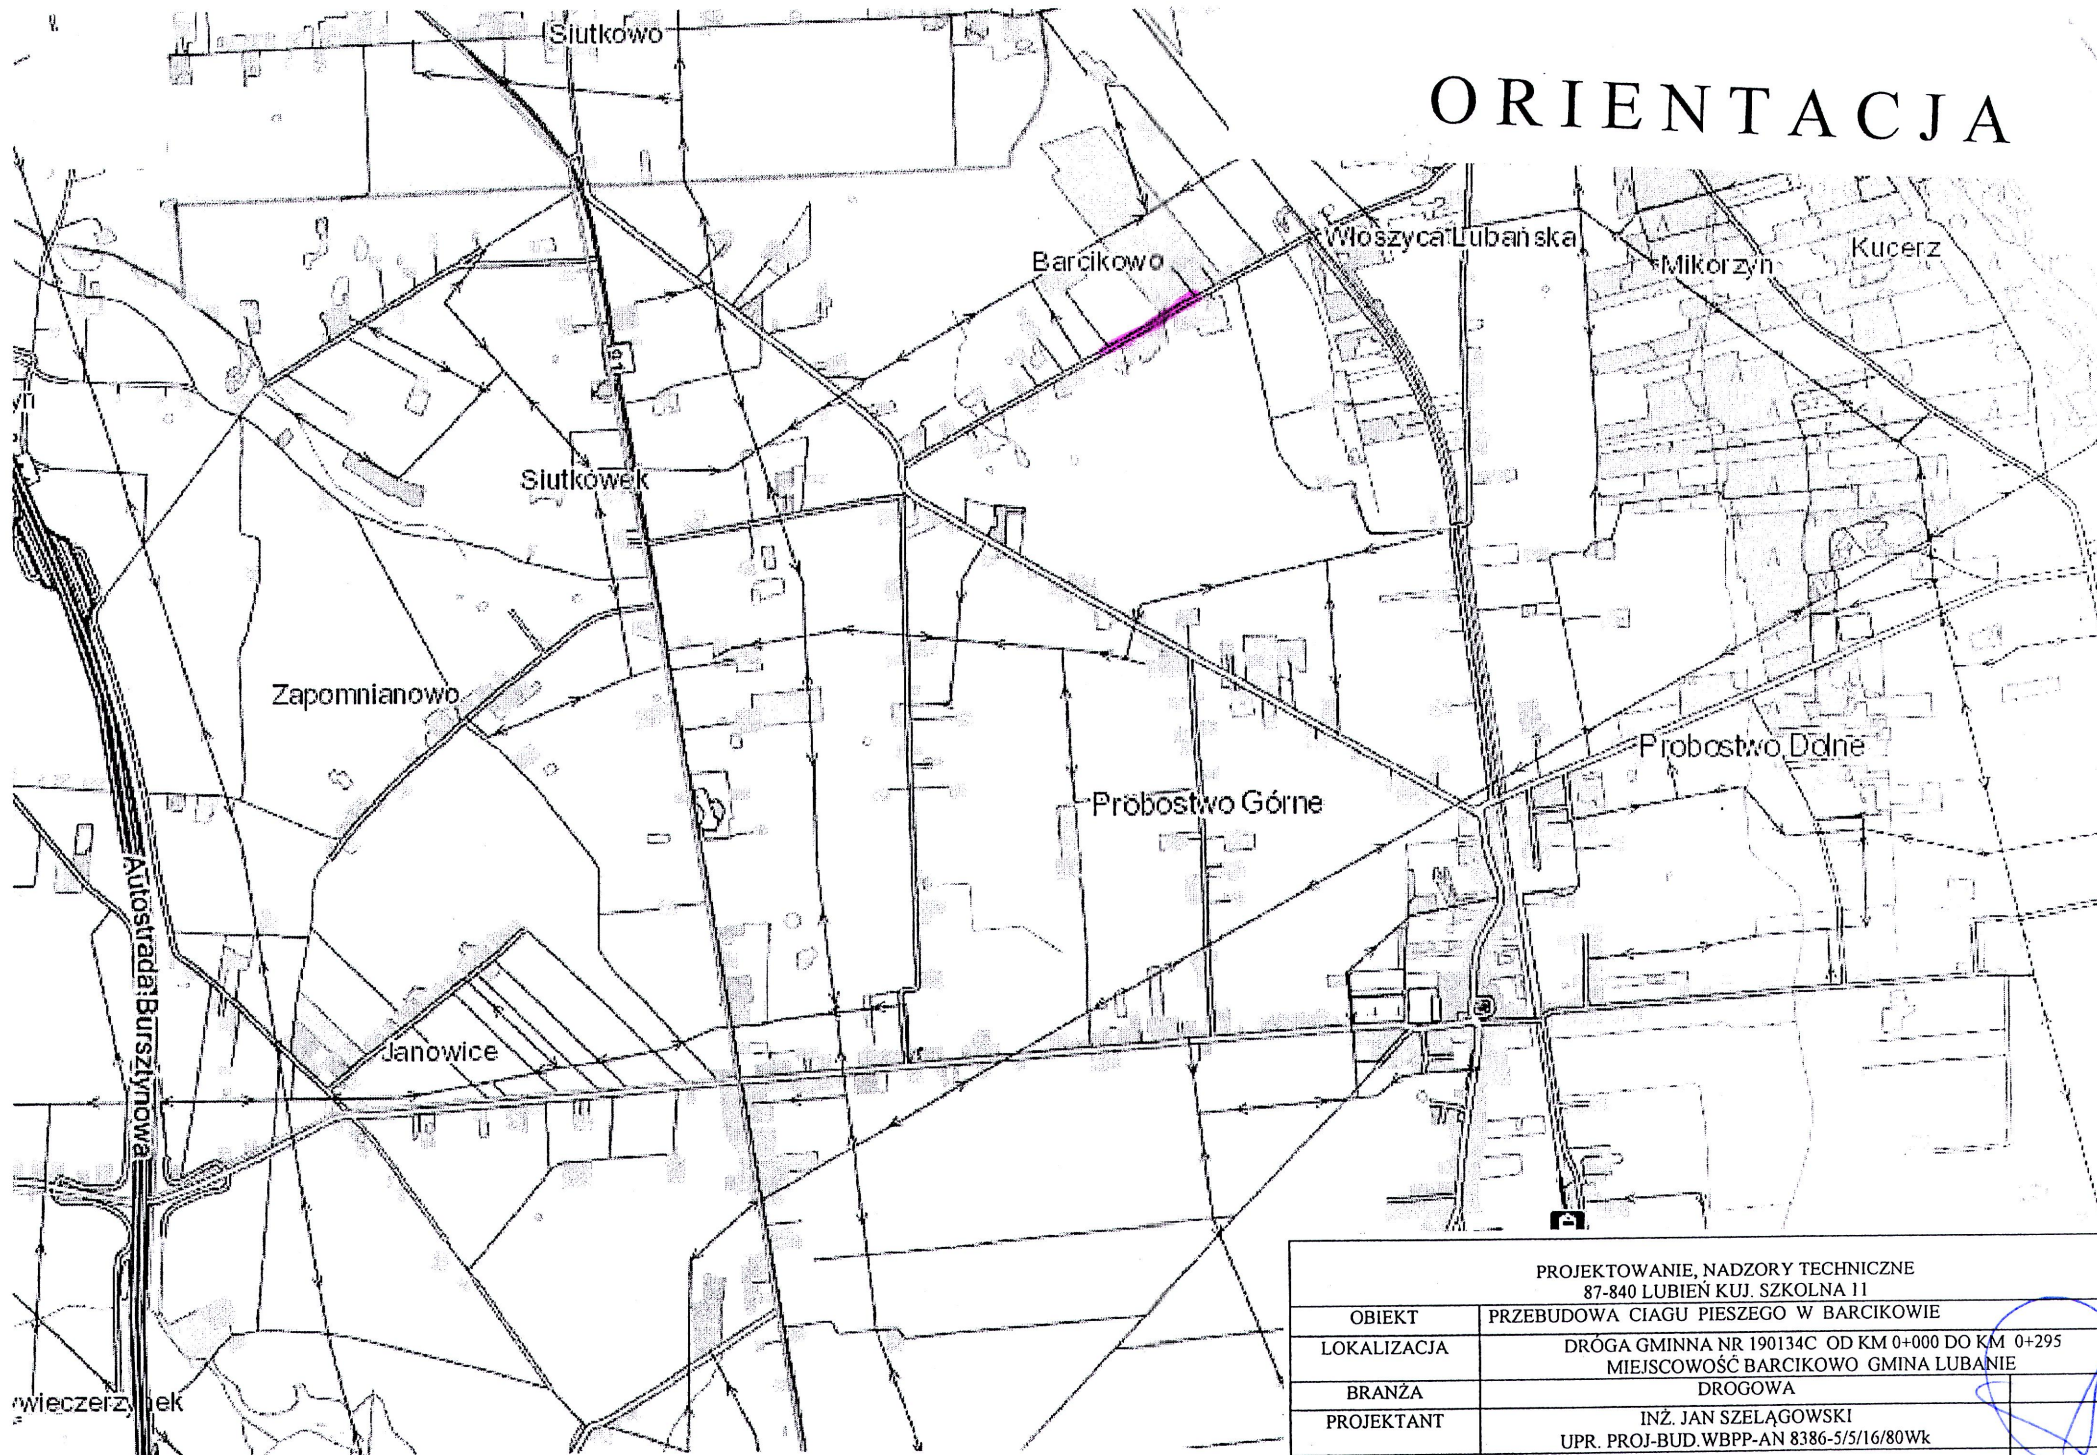 ORIENTACJA
Siutkowo
Włoszyca Lubańska
Kucerz
Barcikowo
Mikorzyn
91
Siutkówek
Zapomnianowo
Probostwo Dolne
Probostwo Górne
Autostrada Bursztynowa
Janowice
PROJEKTOWANIE, NADZORY TECHNICZNE
87-840 LUBIEŃ KUJ. SZKOLNA 11
OBIEKT PRZEBUDOWA CIAGU PIESZEGO W BARCIKOWIE
LOKALIZACJA DRÓGA GMINNA NR 190134C OD KM 0+000 DO KM 0+295
MIEJSCOWOŚĆ BARCIKOWO GMINA LUBANIE
BRANŻA DROGOWA
PROJEKTANT INŻ. JAN SZELĄGOWSKI
UPR. PROJ-BUD.WBPP-AN 8386-5/5/16/80Wk